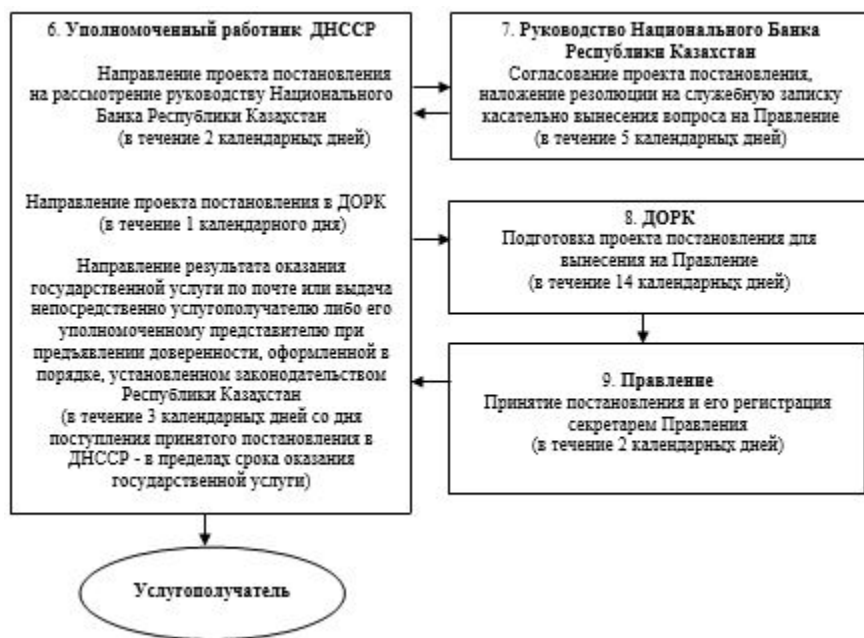 6. Уполномоченный работник ДНССР
Направление проекта постановления
на рассмотрение руководству Национального
Банка Республики Казахстан
(в течение 2 календарных дней)
Направление проекта постановления в ДОРК
(в течение 1 календарного дня)
Направление результата оказания
государственной услуги по почте или выдача
непосредственно услугополучателю либо его
уполномоченному представителю при
предъявлении доверенности, оформленной в
порядке, установленном законодательством
Республики Казахстан
(в течение 3 календарных дней со дня
поступления принятого постановления в
ДНССР - в пределах срока оказания
государственной услуги)
7. Руководство Национального Банка
Республики Казахстан
Согласование проекта постановления,
наложение резолюции на служебную записку
касательно вынесения вопроса на Правление
(в течение 5 календарных дней)
8. ДОРК
Подготовка проекта постановления для
вынесения на Правление
(в течение 14 календарных дней)
9. Правление
Принятие постановления и его регистрация
секретарем Правления
(в течение 2 календарных дней)
Услугополучатель